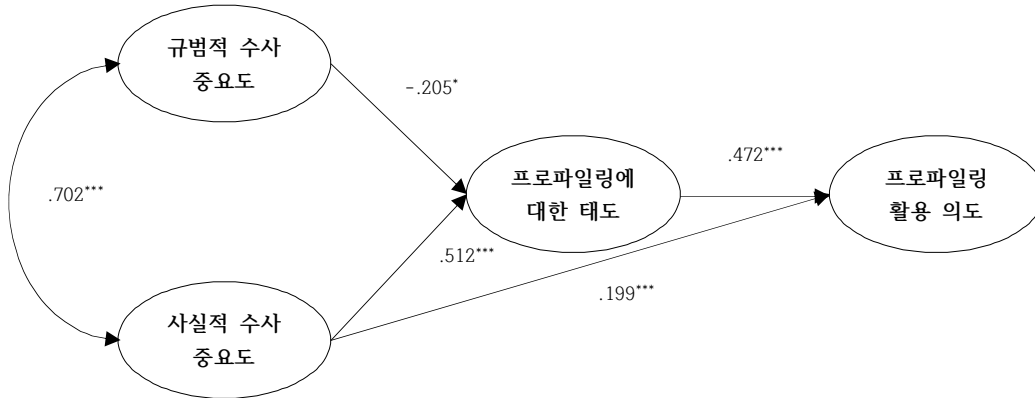 규범적 수사
중요도
-.205*
.702***
프로파일링에
대한 태도
.472***
프로파일링
활용 의도
.512***
.199***
사실적 수사
중요도